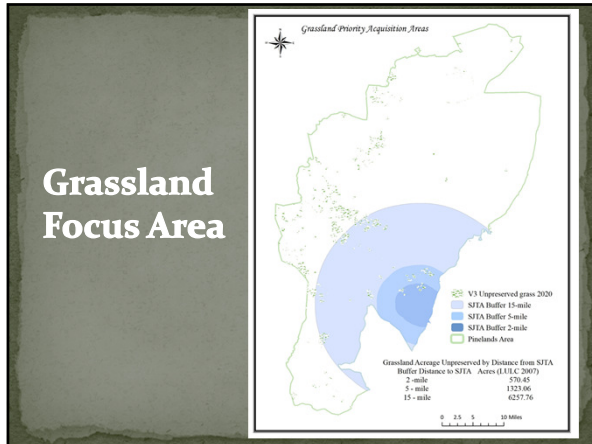 Grassland
Focus Area
Grassland Priority Acquisition Areas
V3 Unpreserved grass 2020
SJTA Buffer 15-mile
SJTA Buffer 5-mile
SJTA Buffer 2-mile
Pinelands Area
Grassland Acreage Unpreserved by Distance from SJTA
Buffer Distance to SJTA Acres (LULC 2007)
2 -mile 570.45
5 - mile 1323.06
15 - mile 6257.76
0 2.5 5 10 Miles